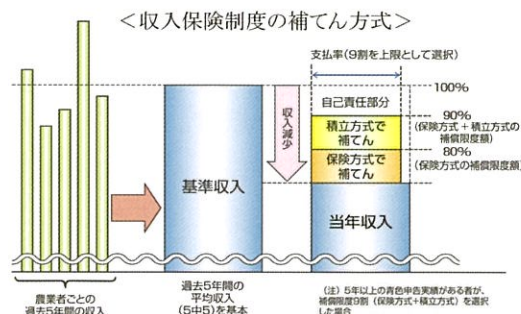 ＜収入保険制度の補てん方式＞
支払率(9割を上限として選択)
100%
自己責任部分
90%
(保険方式＋積立方式の
補償限度額)
積立方式で
補てん
80%
(保険方式の補償限度額)
保険方式で
補てん
収入減少
基準収入
当年収入
農業者ごとの
過去5年間の収入
過去5年間の
平均収入
(5中5)を基本
(注) 5年以上の青色申告実績がある者が、
補償限度9割 (保険方式＋積立方式) を選択
した場合